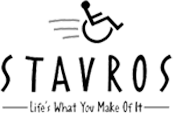 STAVROS
Life's What You Make Of It